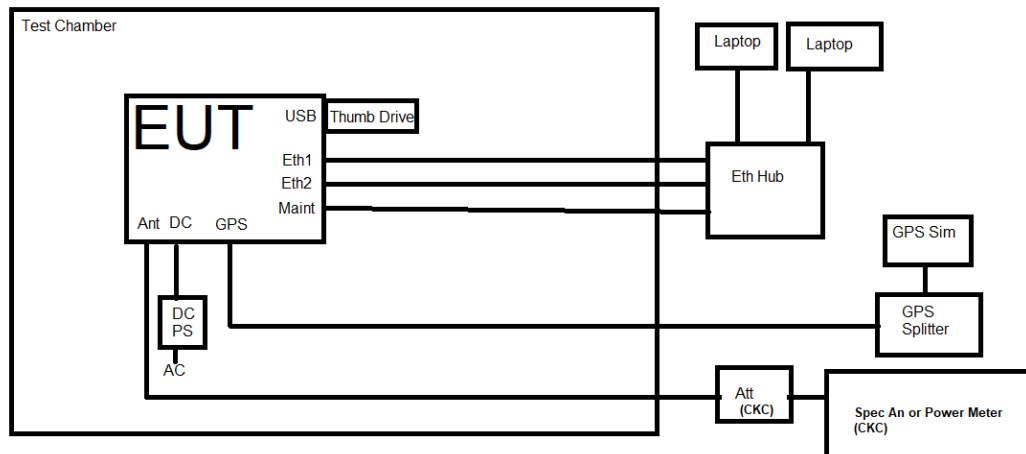 Test Chamber
Laptop
Laptop
EUT
USB
Thumb Drive
Eth1
Eth2
Maint
Eth Hub
Ant
DC
GPS
GPS Sim
DC
PS
GPS
Splitter
AC
Att
(CKC)
Spec An or Power Meter
(CKC)